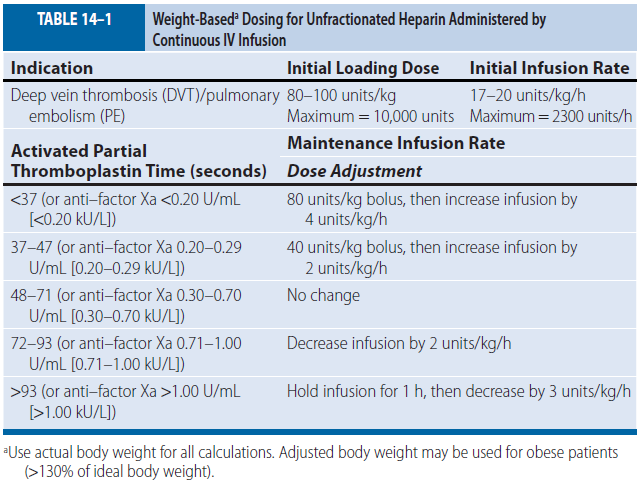 TABLE 14–1
Weight-Basedᵃ Dosing for Unfractionated Heparin Administered by
Continuous IV Infusion
Indication Initial Loading Dose Initial Infusion Rate
Deep vein thrombosis (DVT)/pulmonary 80–100 units/kg 17–20 units/kg/h
embolism (PE) Maximum = 10,000 units Maximum = 2300 units/h
Activated Partial Maintenance Infusion Rate
Thromboplastin Time (seconds) Dose Adjustment
<37 (or anti–factor Xa <0.20 U/mL 80 units/kg bolus, then increase infusion by
[<0.20 kU/L]) 4 units/kg/h
37–47 (or anti–factor Xa 0.20–0.29 40 units/kg bolus, then increase infusion by
U/mL [0.20–0.29 kU/L]) 2 units/kg/h
48–71 (or anti–factor Xa 0.30–0.70 No change
U/mL [0.30–0.70 kU/L])
72–93 (or anti–factor Xa 0.71–1.00 Decrease infusion by 2 units/kg/h
U/mL [0.71–1.00 kU/L])
>93 (or anti–factor Xa >1.00 U/mL Hold infusion for 1 h, then decrease by 3 units/kg/h
[>1.00 kU/L])
ᵃUse actual body weight for all calculations. Adjusted body weight may be used for obese patients
(>130% of ideal body weight).